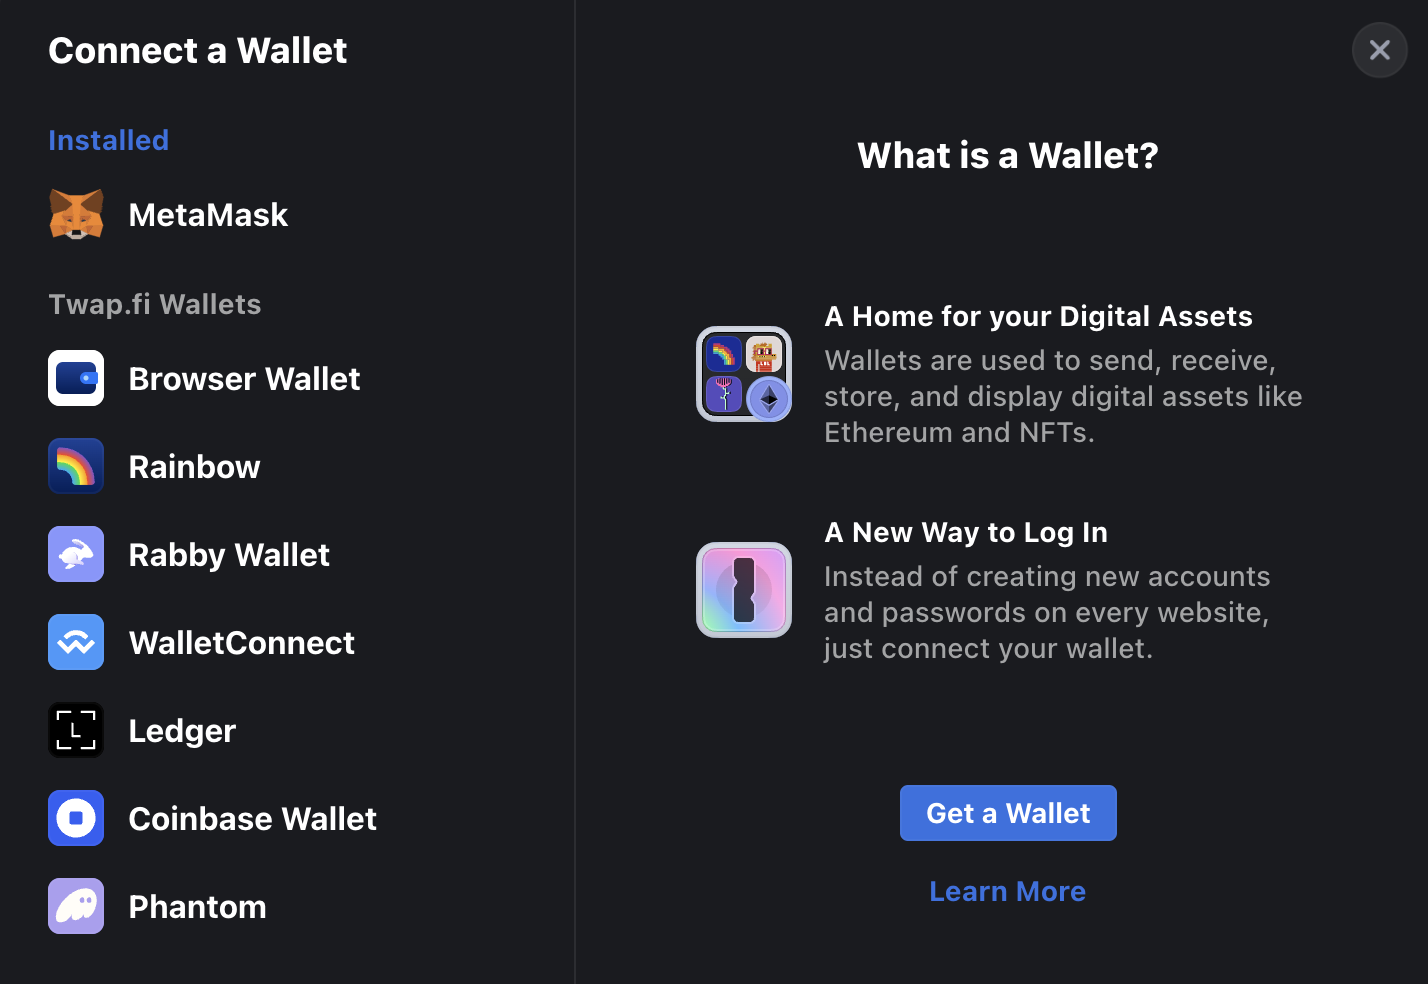 Connect a Wallet
Installed
MetaMask
Twap.fi Wallets
Browser Wallet
Rainbow
Rabby Wallet
WalletConnect
Ledger
Coinbase Wallet
Phantom
What is a Wallet?
A Home for your Digital Assets
Wallets are used to send, receive,
store, and display digital assets like
Ethereum and NFTs.
A New Way to Log In
Instead of creating new accounts
and passwords on every website,
just connect your wallet.
Get a Wallet
Learn More